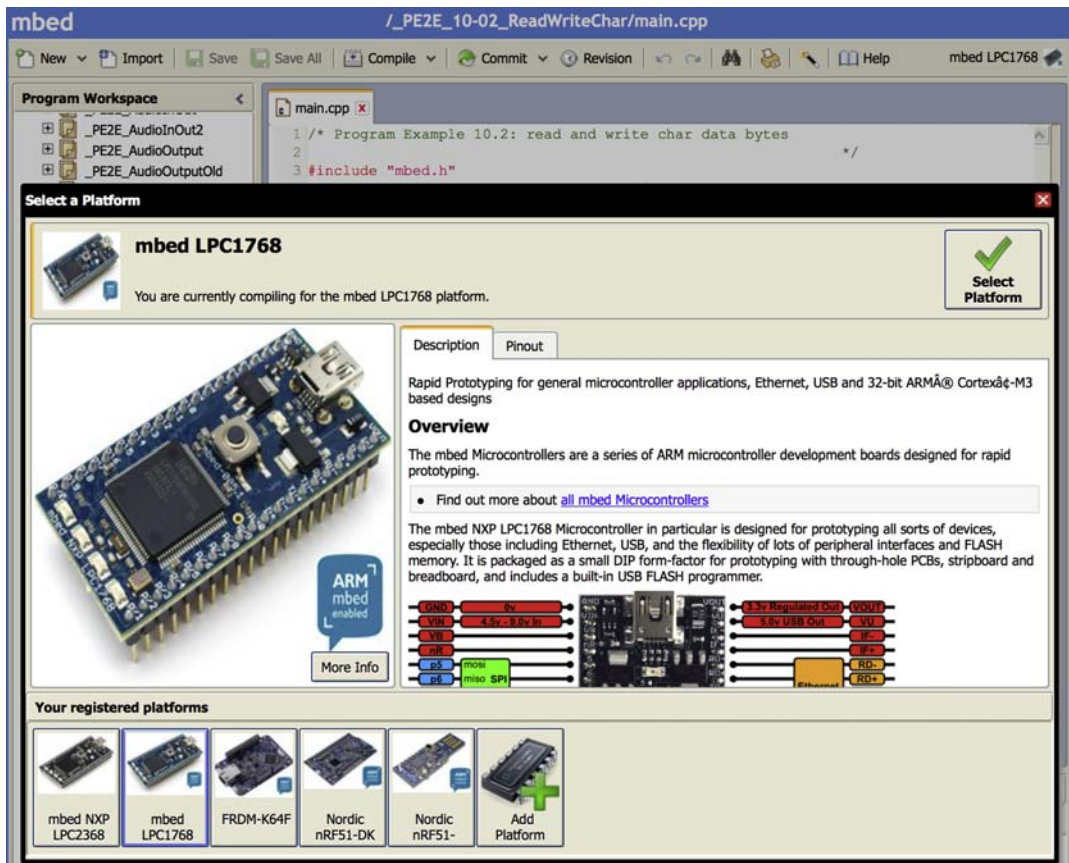 mbed
/_PE2E_10-02_ReadWriteChar/main.cpp
New Import Save Save All Compile Commit Revision Help mbed LPC1768
Program Workspace
main.cpp
_PE2E_AudioInOut2
_PE2E_AudioOutput
_PE2E_AudioOutputOld
1 /* Program Example 10.2: read and write char data bytes
2 */
3 #include "mbed.h"
Select a Platform
mbed LPC1768
You are currently compiling for the mbed LPC1768 platform.
Select
Platform
Description Pinout
Rapid Prototyping for general microcontroller applications, Ethernet, USB and 32-bit ARMÂ® Cortexâ¢-M3
based designs
Overview
The mbed Microcontrollers are a series of ARM microcontroller development boards designed for rapid
prototyping.
• Find out more about all mbed Microcontrollers
The mbed NXP LPC1768 Microcontroller in particular is designed for prototyping all sorts of devices,
especially those including Ethernet, USB, and the flexibility of lots of peripheral interfaces and FLASH
memory. It is packaged as a small DIP form-factor for prototyping with through-hole PCBs, stripboard and
breadboard, and includes a built-in USB FLASH programmer.
ARM
mbed
enabled
More Info
GND 0v 3.3v Regulated Out VOUT
VIN 4.5v - 9.0v In 5.0v USB Out VU
VB IF-
nR IF+
p5 mosi RD-
p6 miso SPI Ethernet RD+
Your registered platforms
mbed NXP
LPC2368
mbed
LPC1768
FRDM-K64F
Nordic
nRF51-DK
Nordic
nRF51-
Add
Platform